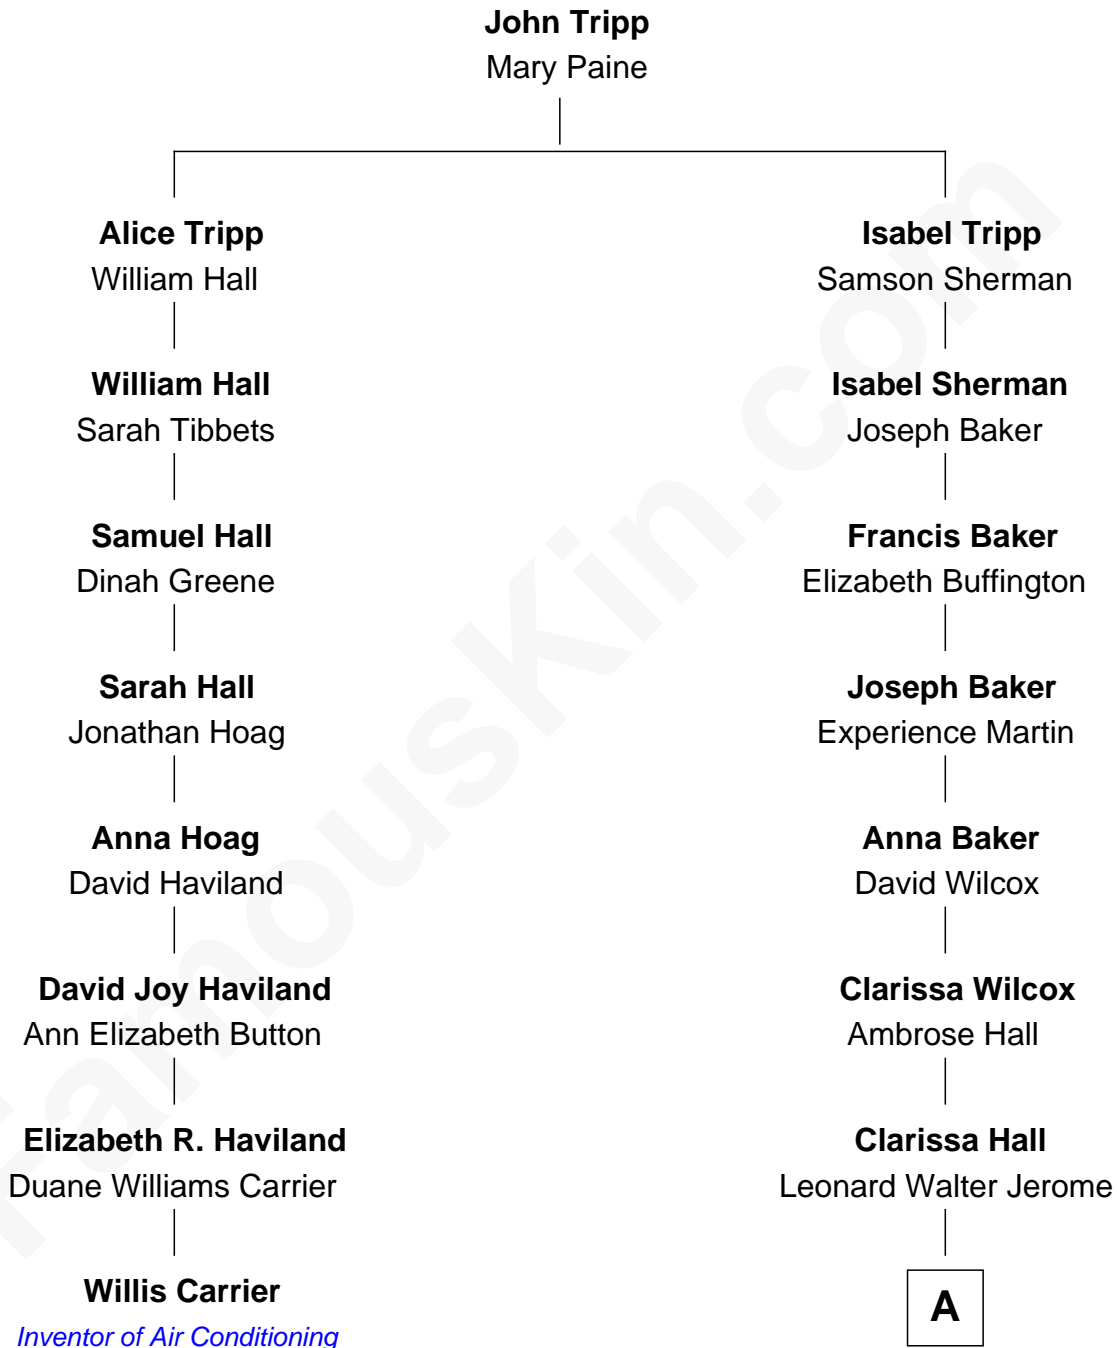 John Tripp
Mary Paine
Alice Tripp
William Hall
William Hall
Sarah Tibbets
Samuel Hall
Dinah Greene
Sarah Hall
Jonathan Hoag
Anna Hoag
David Haviland
David Joy Haviland
Ann Elizabeth Button
Elizabeth R. Haviland
Duane Williams Carrier
Willis Carrier
Inventor of Air Conditioning
Isabel Tripp
Samson Sherman
Isabel Sherman
Joseph Baker
Francis Baker
Elizabeth Buffington
Joseph Baker
Experience Martin
Anna Baker
David Wilcox
Clarissa Wilcox
Ambrose Hall
Clarissa Hall
Leonard Walter Jerome
A
FamousKin.com